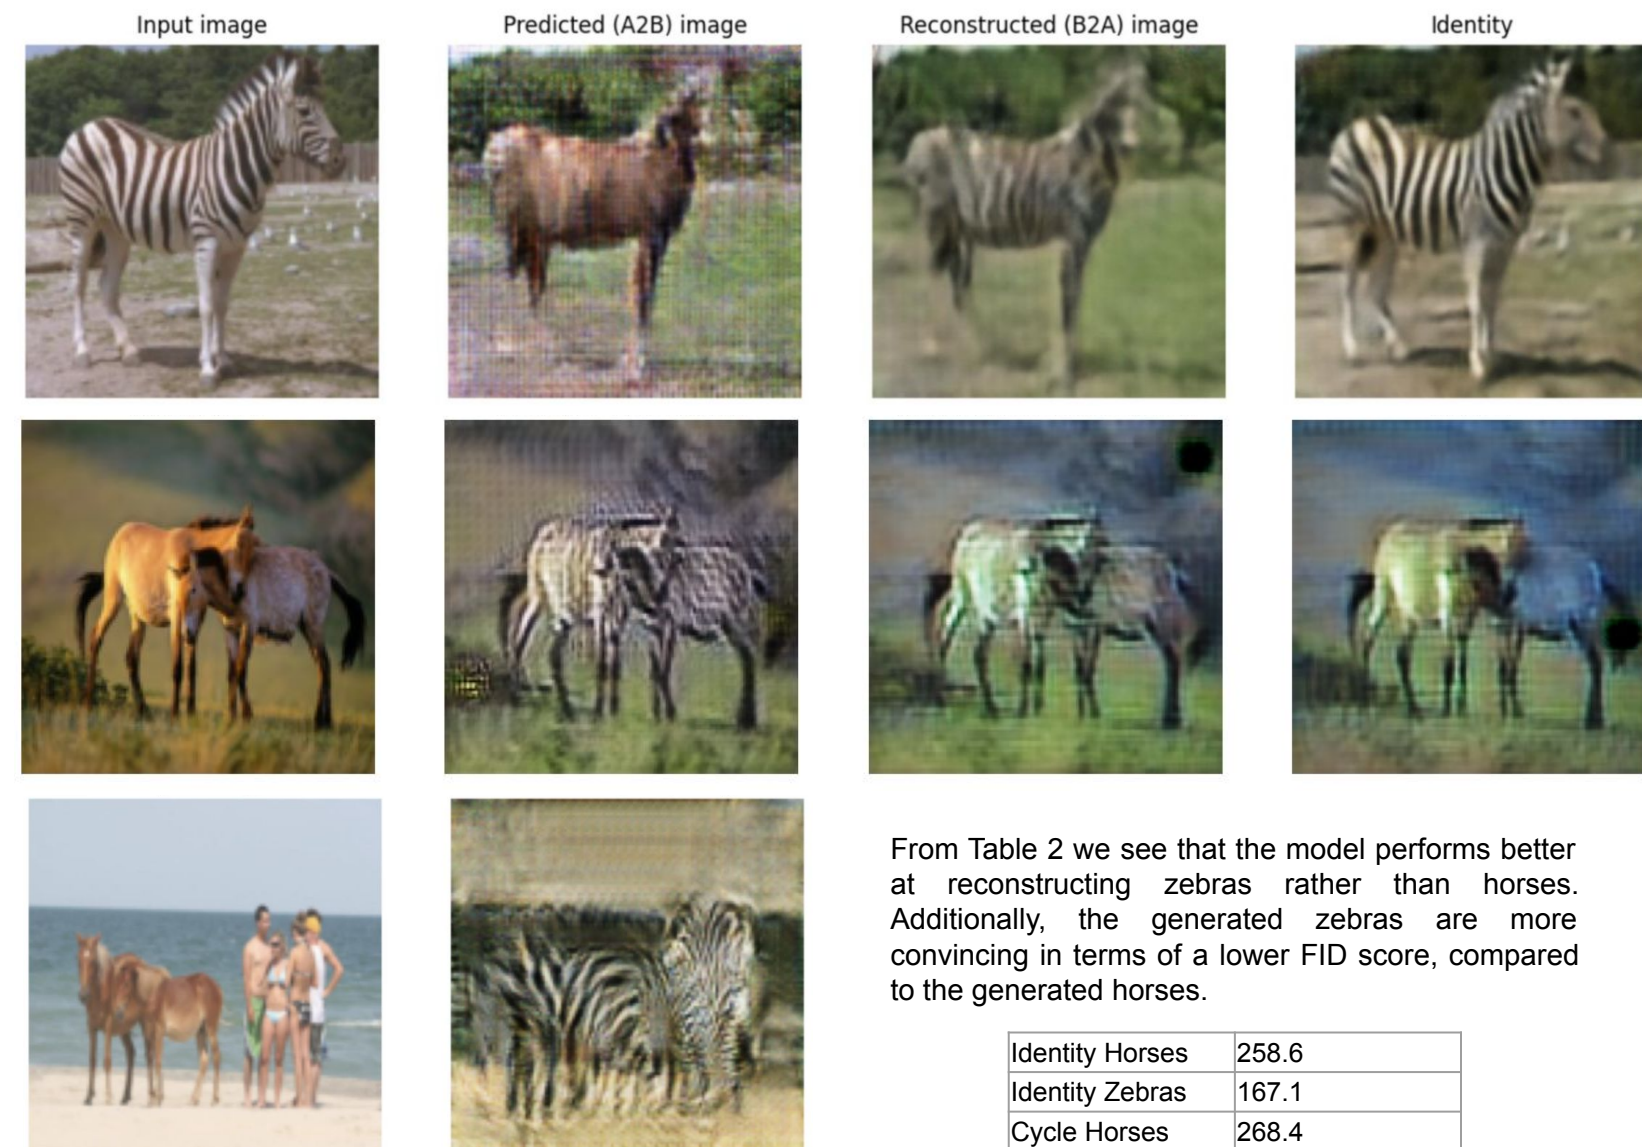 Input image Predicted (A2B) image Reconstructed (B2A) image Identity
From Table 2 we see that the model performs better
at reconstructing zebras rather than horses.
Additionally, the generated zebras are more
convincing in terms of a lower FID score, compared
to the generated horses.
Identity Horses 258.6
Identity Zebras 167.1
Cycle Horses 268.4